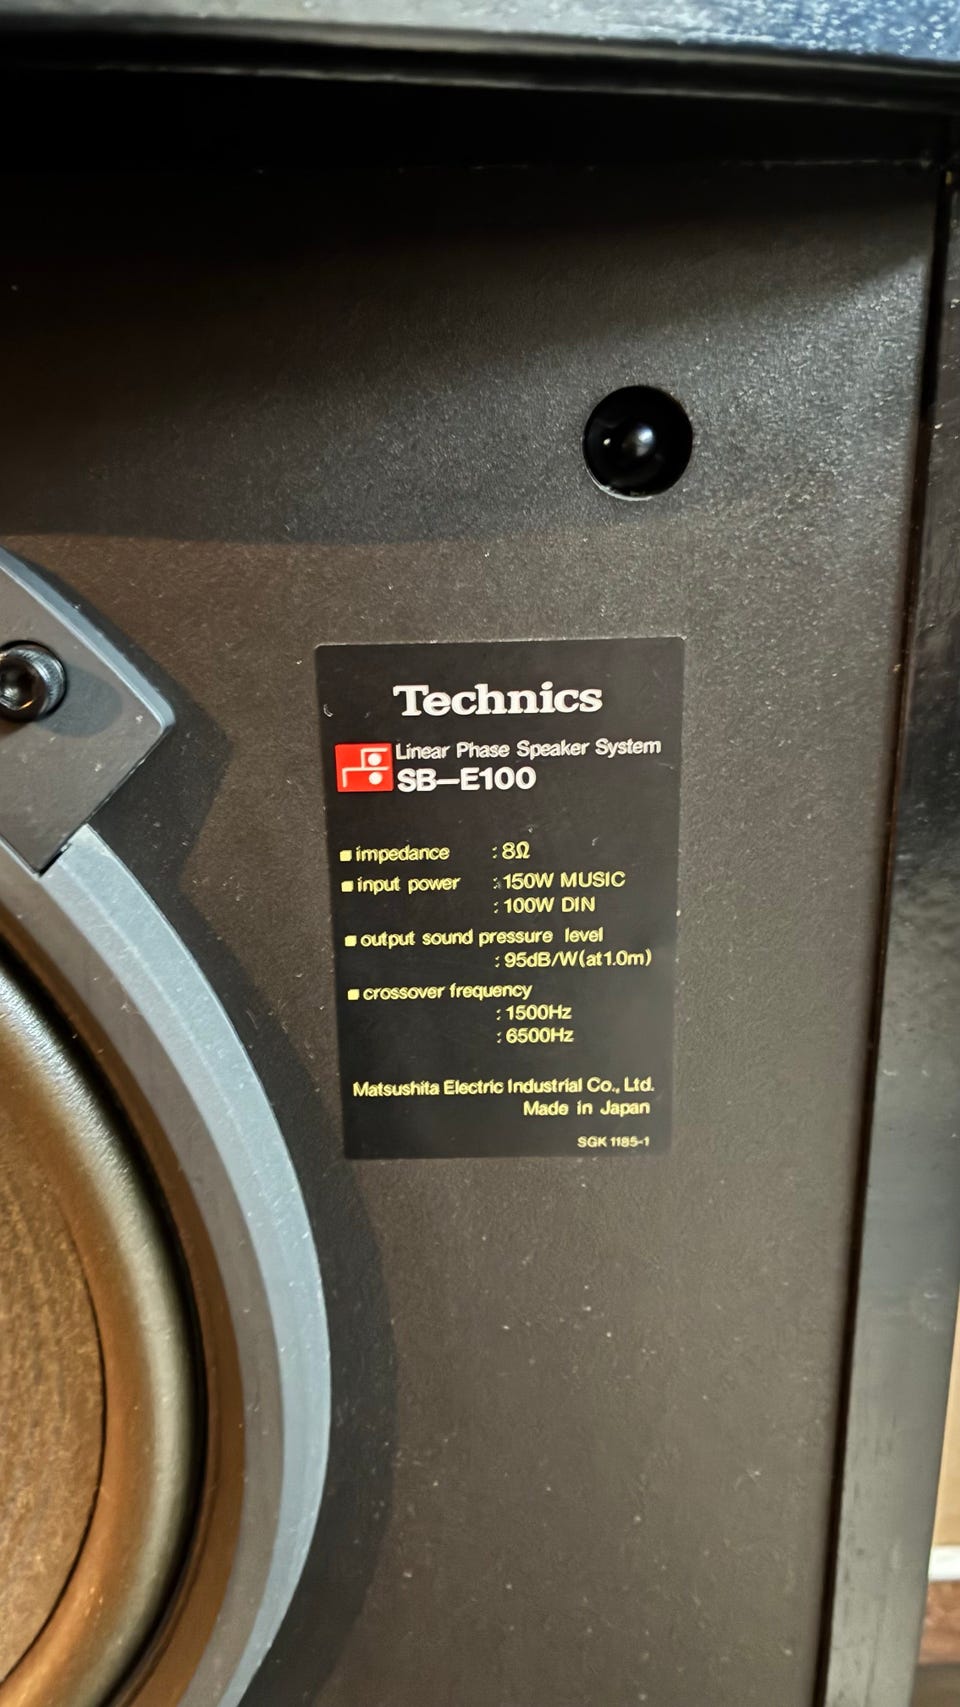 Technics
Linear Phase Speaker System
SB-E100
■ impedance : 8Ω
■ input power : 150W MUSIC
: 100W DIN
■ output sound pressure level
: 95dB/W(at1.0m)
■ crossover frequency
: 1500Hz
: 6500Hz
Matsushita Electric Industrial Co., Ltd.
Made in Japan
SGK 1185-1